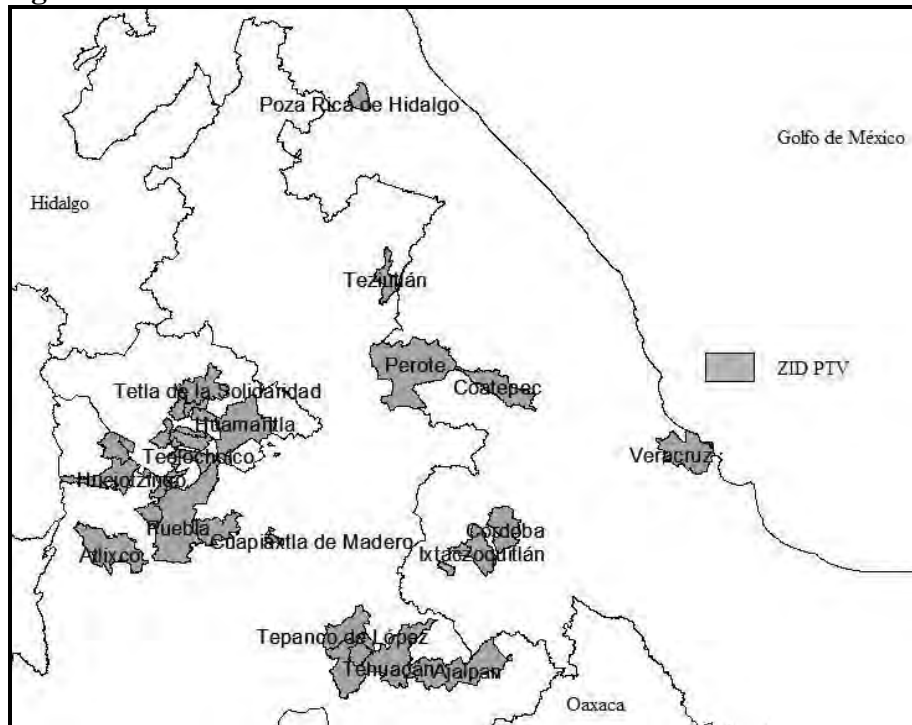 Poza Rica de Hidalgo
Golfo de México
Hidalgo
Teziutlán
Perote
ZID PTV
Coatepec
Tetla de la Solidaridad
Huamantla
Teolocholco
Veracruz
Huejotzingo
Puebla
Córdoba
Cuapiaxtla de Madero
Ixtaczoquitlán
Atlixco
Tepanco de López
Tehuacán
Ajalpan
Oaxaca